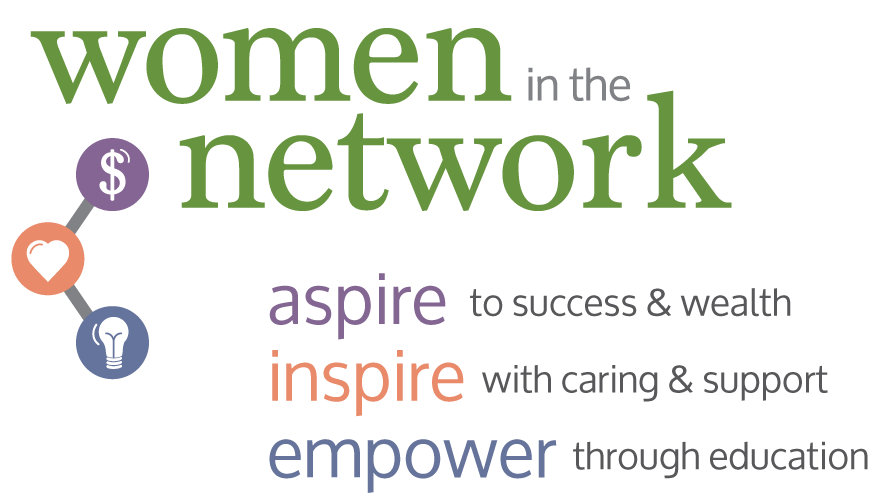 women in the
network
$
aspire to success & wealth
inspire with caring & support
empower through education